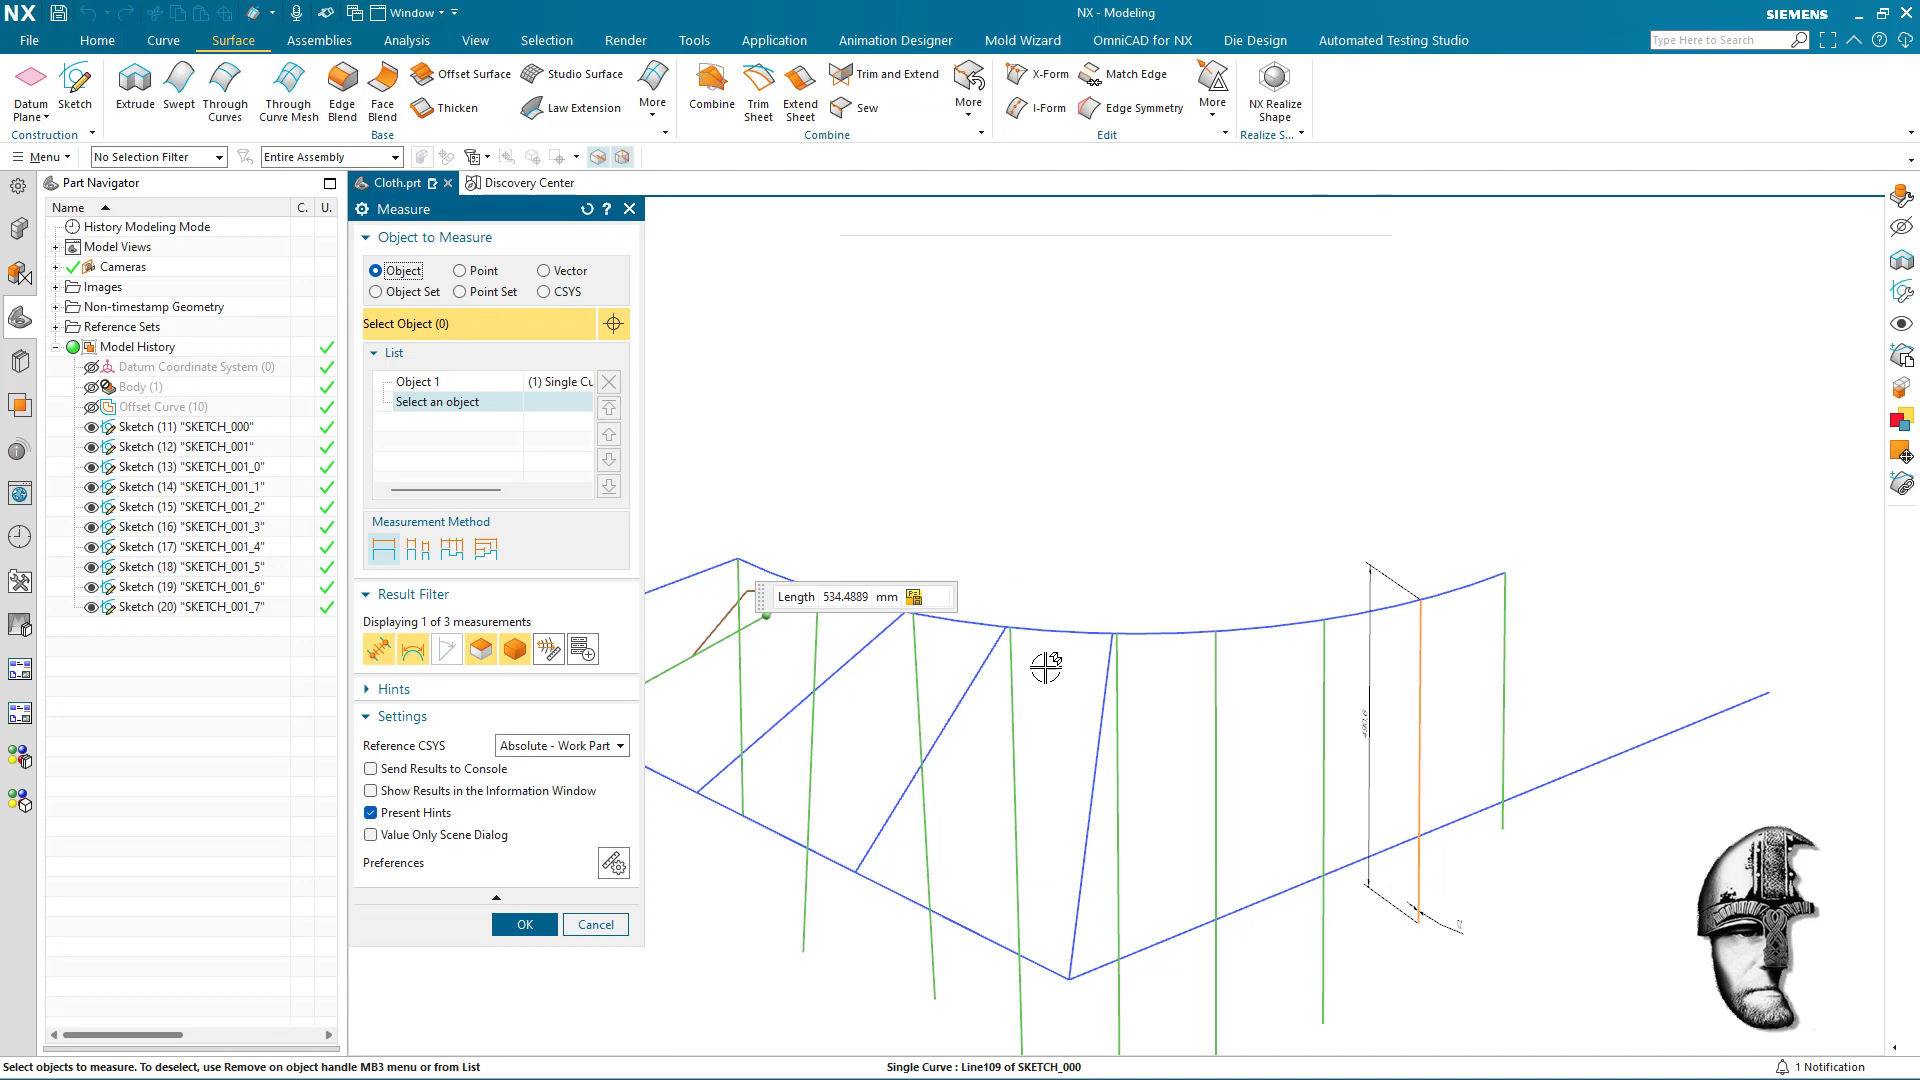 NX
Window
NX - Modeling
SIEMENS
File Home Curve Surface Assemblies Analysis View Selection Render Tools Application Animation Designer Mold Wizard OmniCAD for NX Die Design Automated Testing Studio
Type Here to Search
Datum Plane
Sketch
Construction
Extrude
Swept
Through Curves
Through Curve Mesh
Edge Blend
Face Blend
Offset Surface
Thicken
Studio Surface
Law Extension
More
Base
Combine
Trim Sheet
Extend Sheet
Trim and Extend
Sew
More
Combine
X-Form
I-Form
Match Edge
Edge Symmetry
More
Edit
NX Realize Shape
Realize S...
Menu
No Selection Filter
Entire Assembly
Part Navigator
Name C. U.
History Modeling Mode
Model Views
Cameras
Images
Non-timestamp Geometry
Reference Sets
Model History
Datum Coordinate System (0)
Body (1)
Offset Curve (10)
Sketch (11) "SKETCH_000"
Sketch (12) "SKETCH_001"
Sketch (13) "SKETCH_001_0"
Sketch (14) "SKETCH_001_1"
Sketch (15) "SKETCH_001_2"
Sketch (16) "SKETCH_001_3"
Sketch (17) "SKETCH_001_4"
Sketch (18) "SKETCH_001_5"
Sketch (19) "SKETCH_001_6"
Sketch (20) "SKETCH_001_7"
Cloth.prt
Discovery Center
Measure
Object to Measure
Object Point Vector
Object Set Point Set CSYS
Select Object (0)
List
Object 1 (1) Single Cu
Select an object
Measurement Method
Result Filter
Displaying 1 of 3 measurements
Hints
Settings
Reference CSYS Absolute - Work Part
Send Results to Console
Show Results in the Information Window
Present Hints
Value Only Scene Dialog
Preferences
OK Cancel
Length 534.4889 mm
Select objects to measure. To deselect, use Remove on object handle MB3 menu or from List
Single Curve : Line109 of SKETCH_000
1 Notification